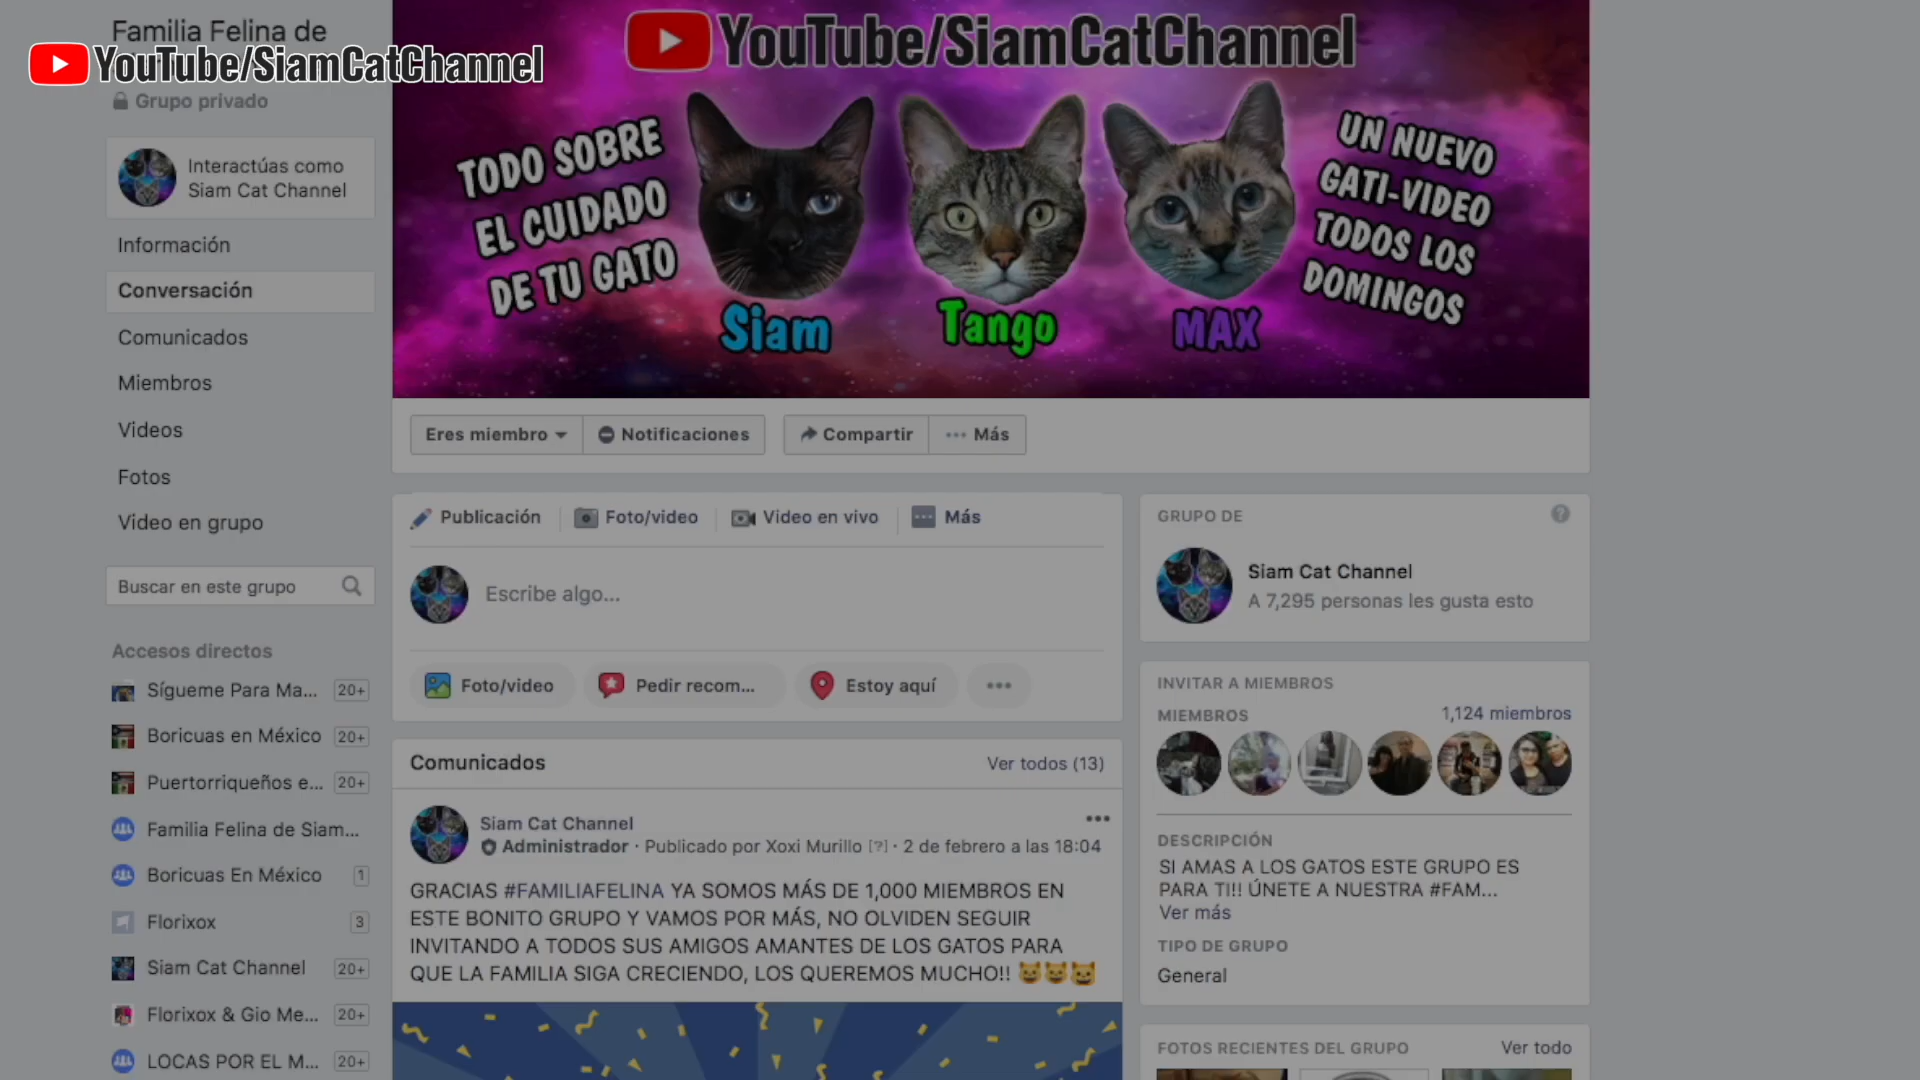 Familia Felina de
YouTube/SiamCatChannel
Grupo privado
Interactúas como
Siam Cat Channel
Información
Conversación
Comunicados
Miembros
Videos
Fotos
Video en grupo
Buscar en este grupo
Accesos directos
Sígueme Para Ma... 20+
Boricuas en México 20+
Puertorriqueños e... 20+
Familia Felina de Siam...
Boricuas En México 1
Florixox 3
Siam Cat Channel 20+
Florixox & Gio Me... 20+
LOCAS POR EL M... 20+
YouTube/SiamCatChannel
TODO SOBRE
EL CUIDADO
DE TU GATO
Siam
Tango
MAX
UN NUEVO
GATI-VIDEO
TODOS LOS
DOMINGOS
Eres miembro
Notificaciones
Compartir
Más
Publicación
Foto/video
Video en vivo
Más
Escribe algo...
Foto/video
Pedir recom...
Estoy aquí
Comunicados
Ver todos (13)
Siam Cat Channel
Administrador · Publicado por Xoxi Murillo [?] · 2 de febrero a las 18:04
GRACIAS #FAMILIAFELINA YA SOMOS MÁS DE 1,000 MIEMBROS EN
ESTE BONITO GRUPO Y VAMOS POR MÁS, NO OLVIDEN SEGUIR
INVITANDO A TODOS SUS AMIGOS AMANTES DE LOS GATOS PARA
QUE LA FAMILIA SIGA CRECIENDO, LOS QUEREMOS MUCHO!! 😺😺😺
GRUPO DE
Siam Cat Channel
A 7,295 personas les gusta esto
INVITAR A MIEMBROS
MIEMBROS
1,124 miembros
DESCRIPCIÓN
SI AMAS A LOS GATOS ESTE GRUPO ES
PARA TI!! ÚNETE A NUESTRA #FAM...
Ver más
TIPO DE GRUPO
General
FOTOS RECIENTES DEL GRUPO
Ver todo